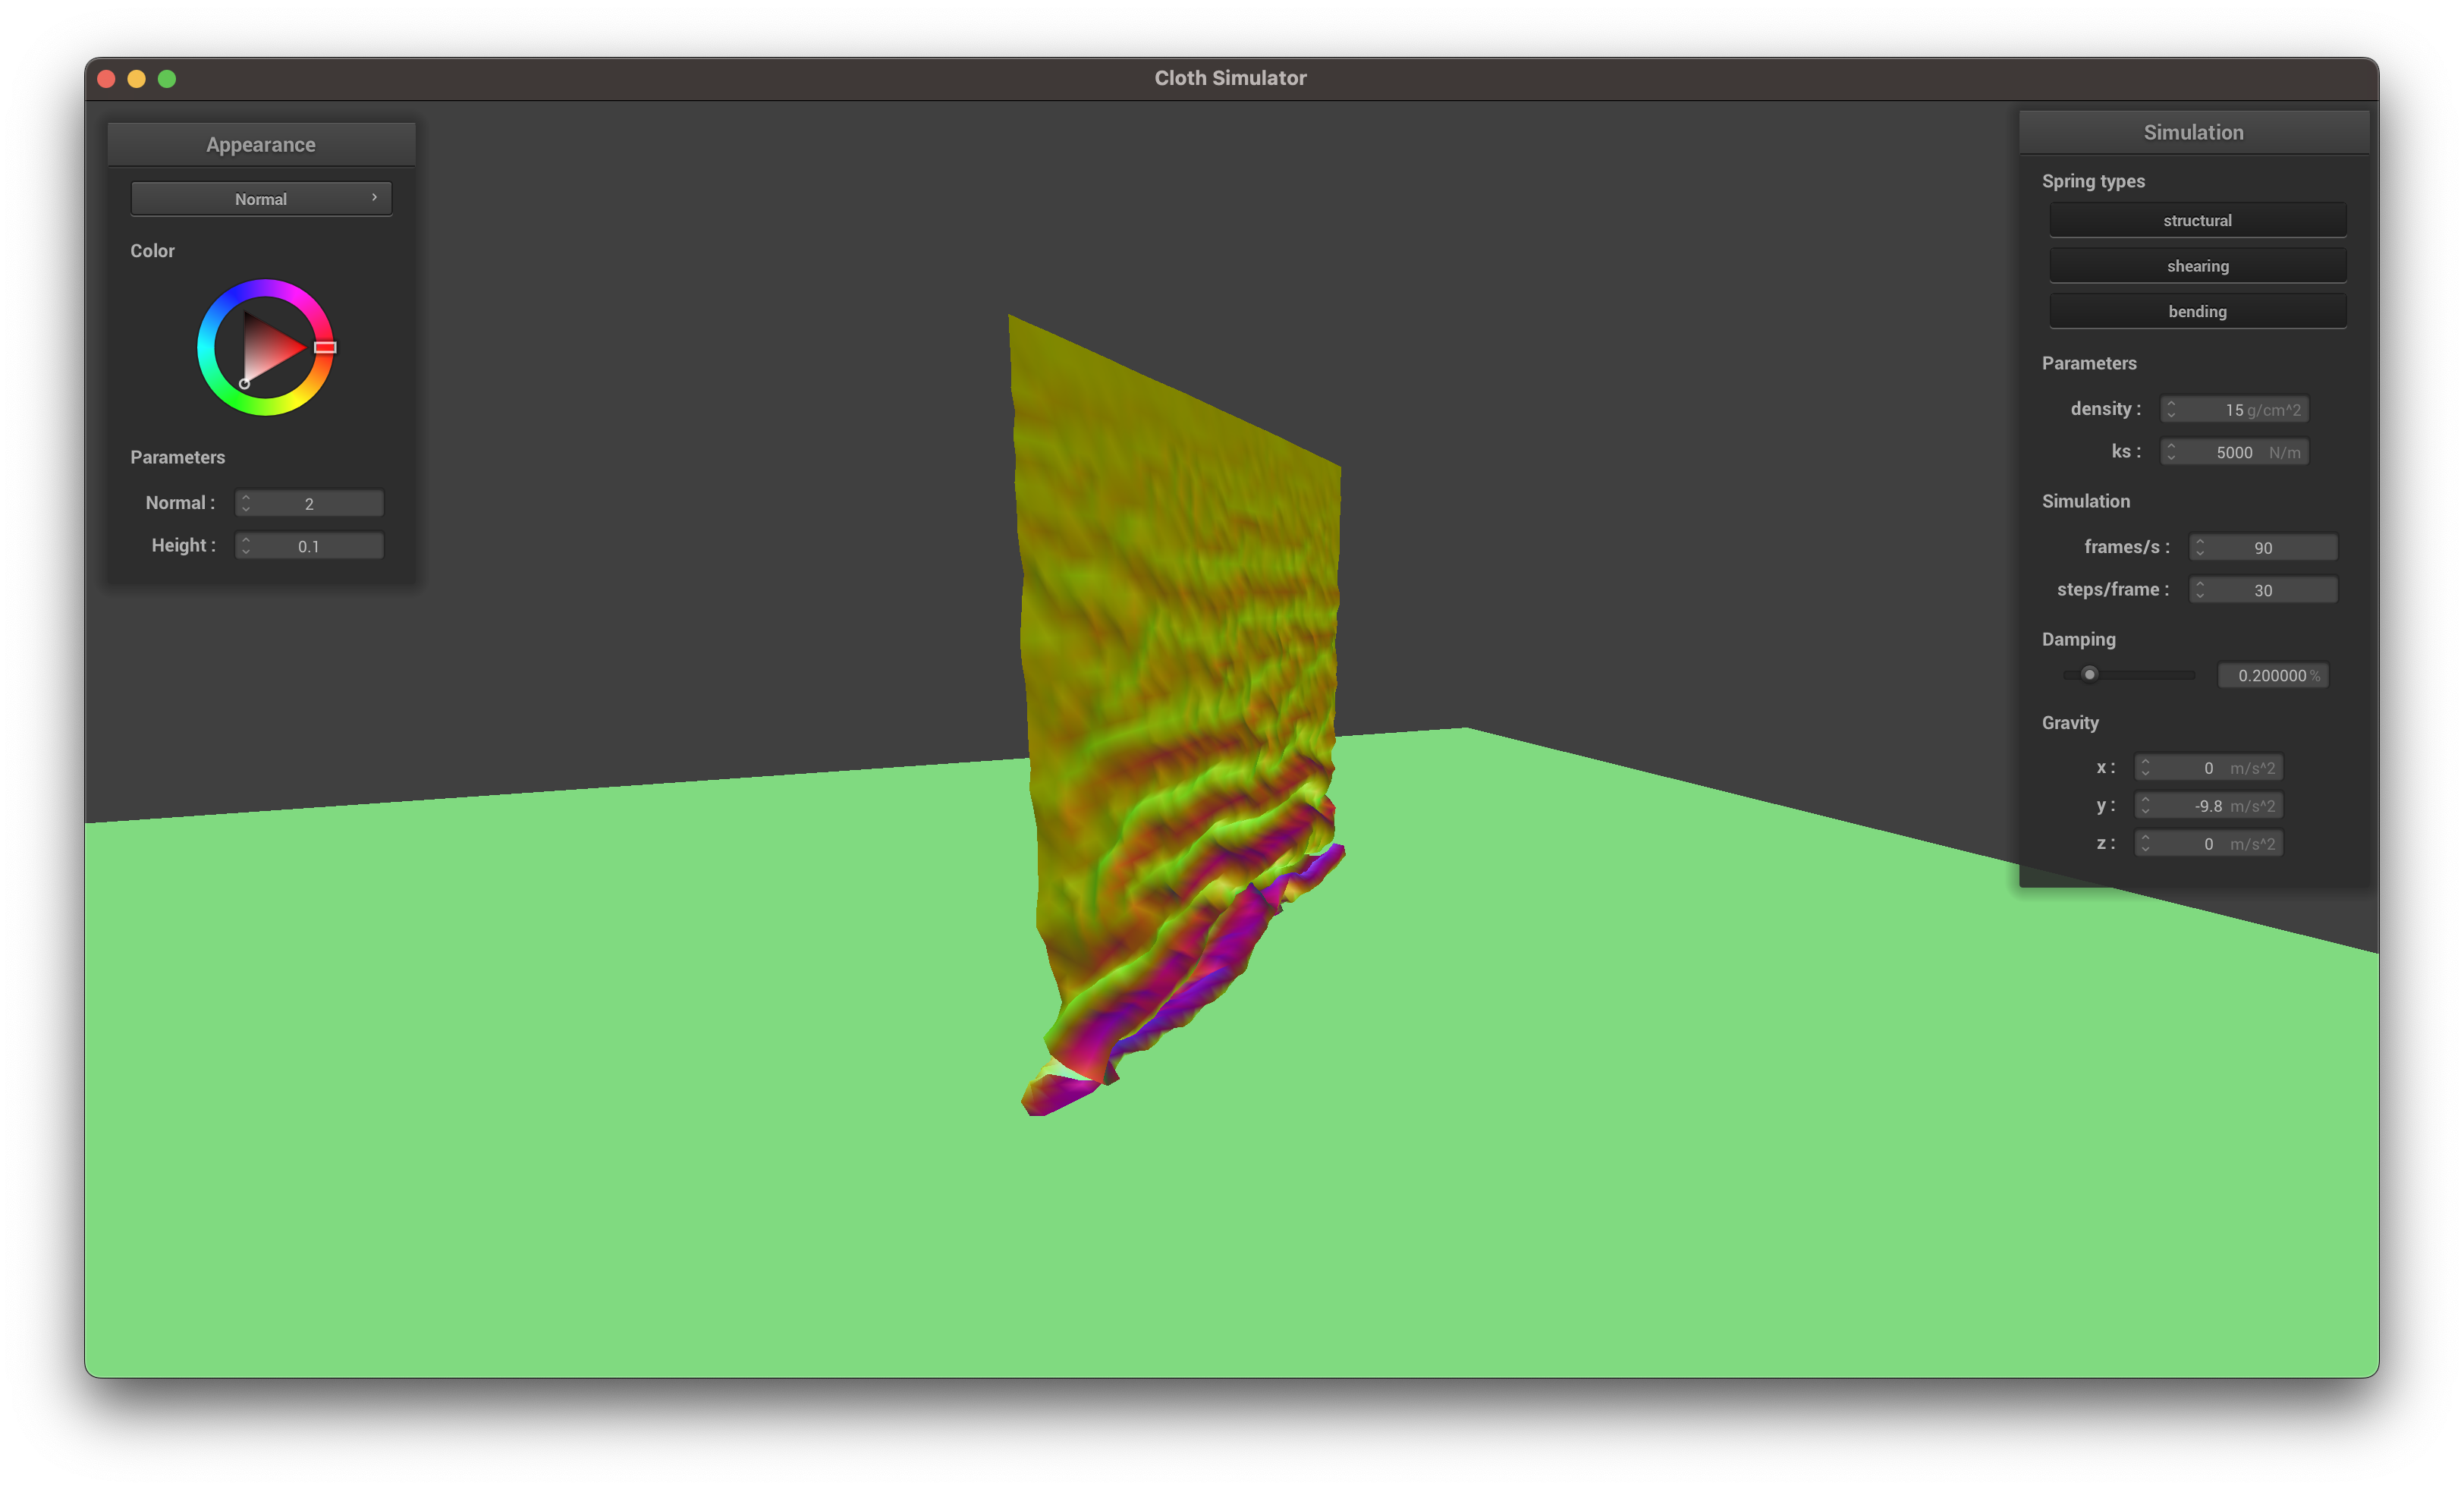 Cloth Simulator
Appearance
Normal
Color
Parameters
Normal : 2
Height : 0.1
Simulation
Spring types
structural
shearing
bending
Parameters
density : 15 g/cm^2
ks : 5000 N/m
Simulation
frames/s : 90
steps/frame : 30
Damping
0.200000 %
Gravity
x : 0 m/s^2
y : -9.8 m/s^2
z : 0 m/s^2